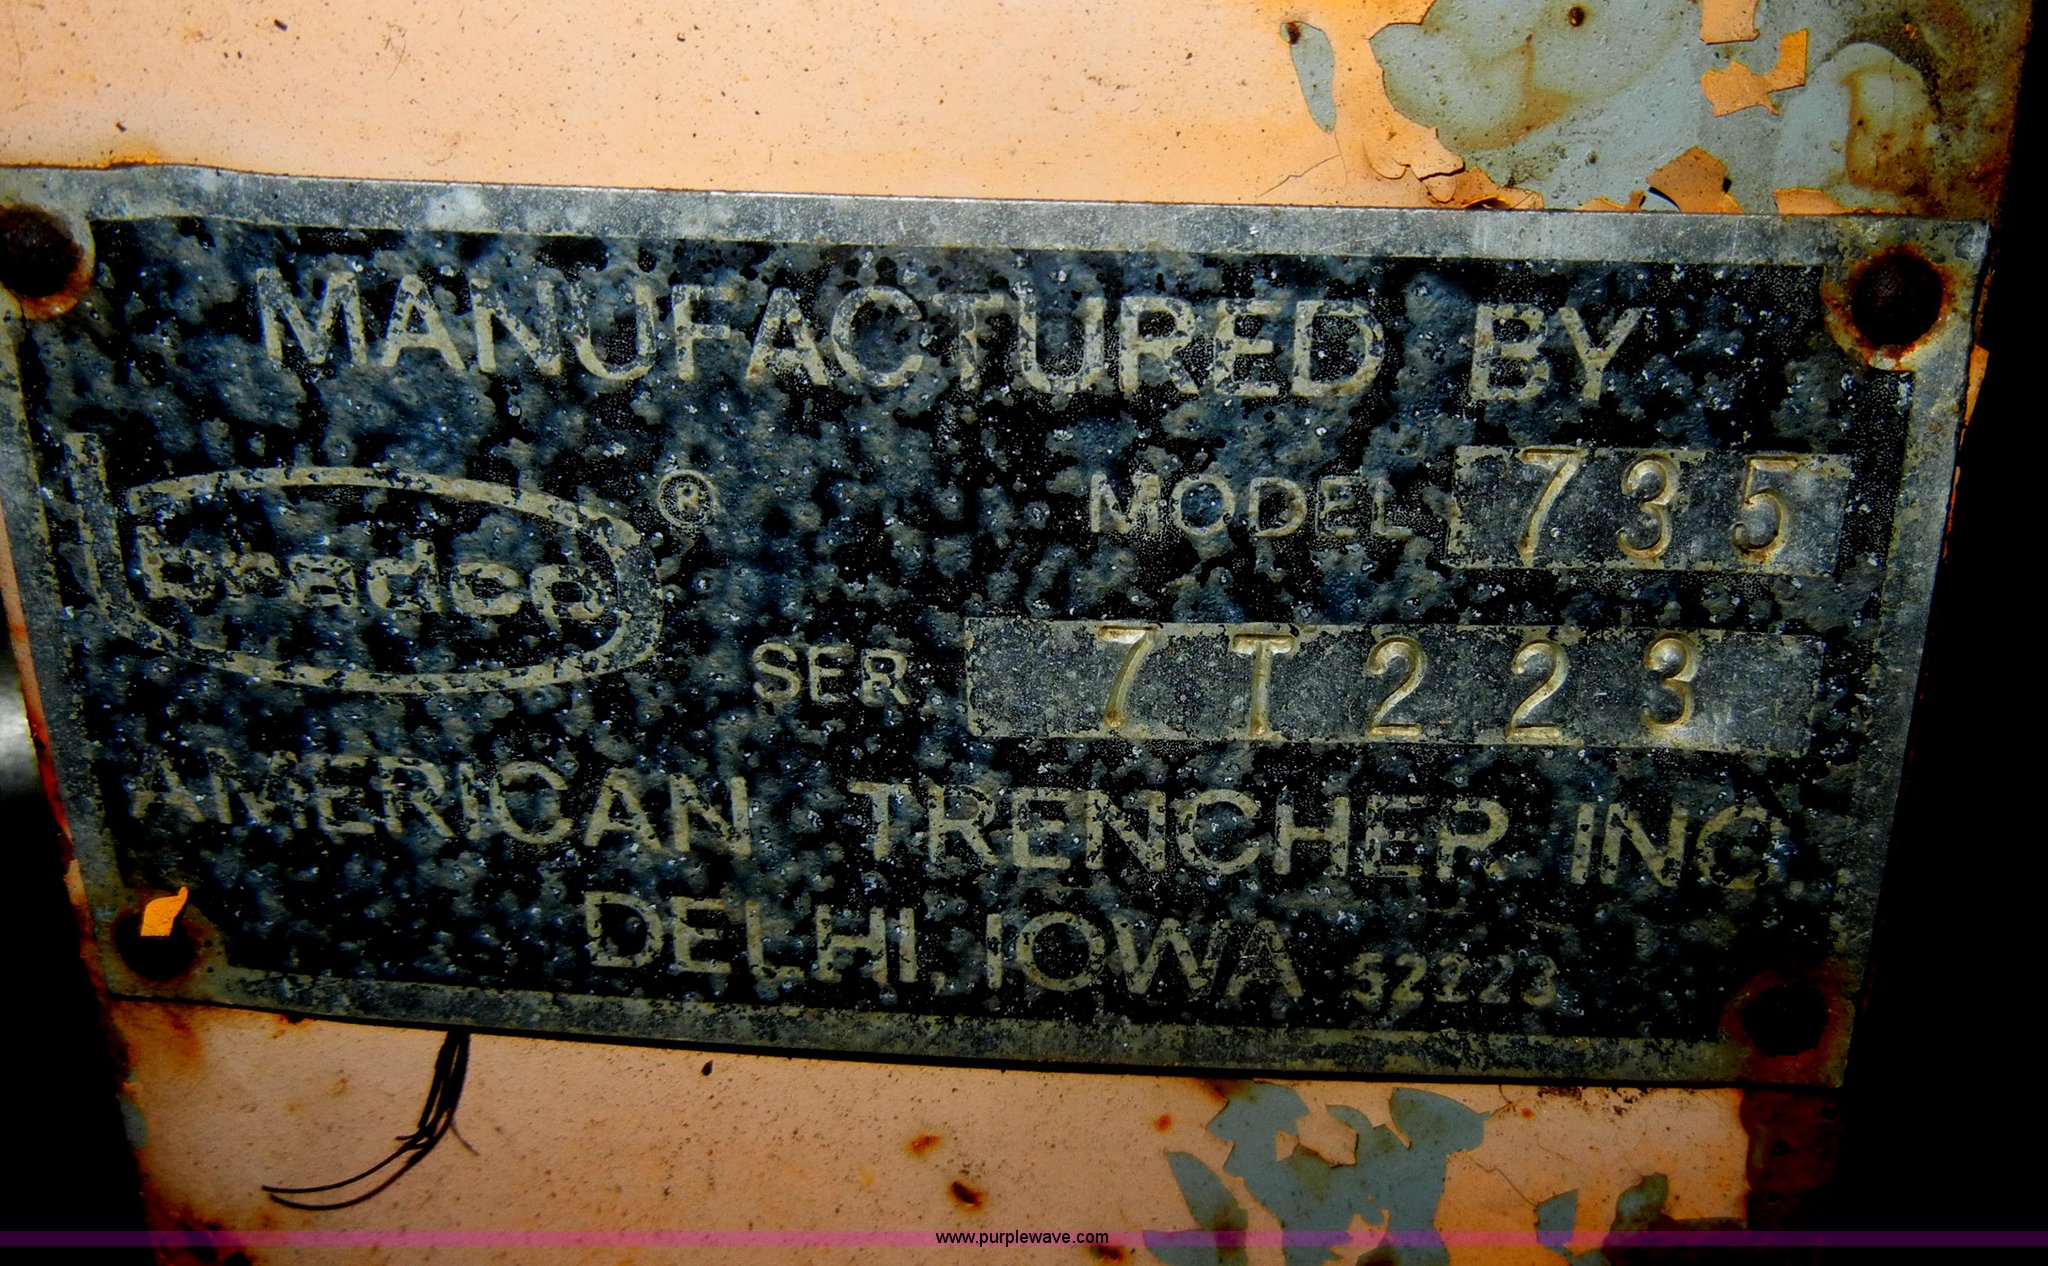 MANUFACTURED BY
Bradco ®
MODEL 735
SER 7T223
AMERICAN TRENCHER INC
DELHI, IOWA 52223
www.purplewave.com